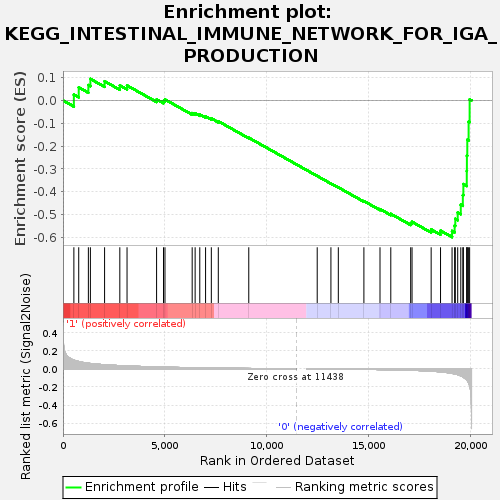 Enrichment plot:
KEGG_INTESTINAL_IMMUNE_NETWORK_FOR_IGA_
PRODUCTION
Enrichment score (ES)
0.1
0.0
-0.1
-0.2
-0.3
-0.4
-0.5
-0.6
'1' (positively correlated)
Ranked list metric (Signal2Noise)
0.4
0.2
0.0
-0.2
-0.4
-0.6
Zero cross at 11438
'0' (negatively correlated)
0
5,000
10,000
15,000
20,000
Rank in Ordered Dataset
Enrichment profile
Hits
Ranking metric scores